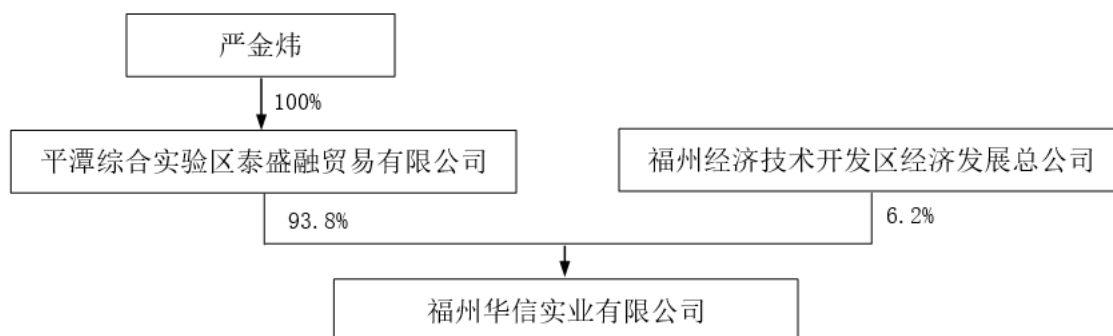 严金炜
100%
平潭综合实验区泰盛融贸易有限公司
福州经济技术开发区经济发展总公司
93.8%
6.2%
福州华信实业有限公司